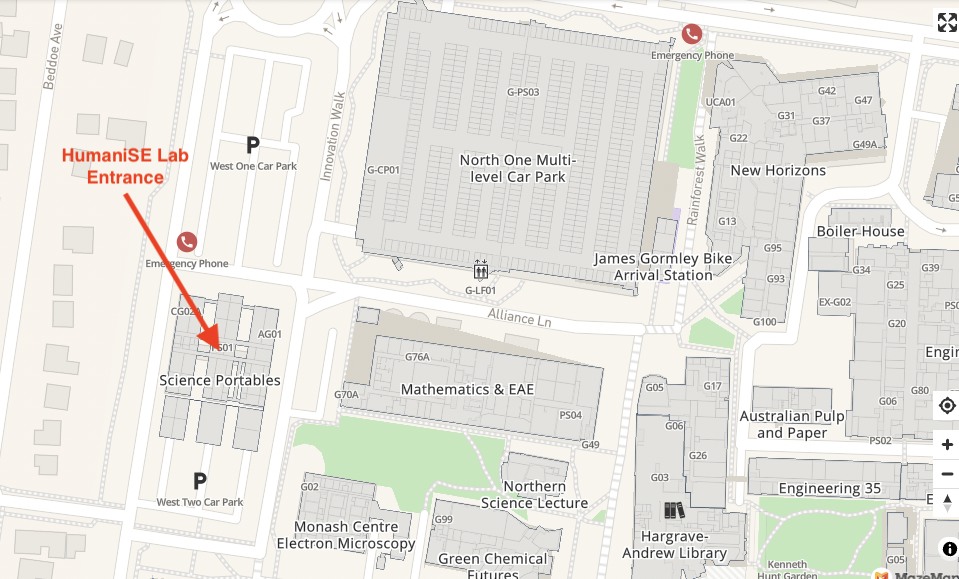 Beddoe Ave
Emergency Phone
G-PS03
G42
G47
UCA01
G31
G37
G22
G49A
HumaniSE Lab
Entrance
P
West One Car Park
Innovation Walk
G-CP01
North One Multi-
level Car Park
Rainforest Walk
New Horizons
G13
Boiler House
Emergency Phone
James Gormley Bike
Arrival Station
G95
G93
G34
G39
G25
G-LF01
EX-G02
CG02A
AG01
Alliance Ln
G100
G20
G76A
Science Portables
Mathematics & EAE
G70A
PS04
G05
G17
G06
G80
G06
Australian Pulp
and Paper
G49
PS02
G26
P
West Two Car Park
G02
Northern
Science Lecture
G03
Engineering 35
Monash Centre
Electron Microscopy
G99
Hargrave-
Andrew Library
Green Chemical
Futures
Kenneth
Hunt Garden
G05